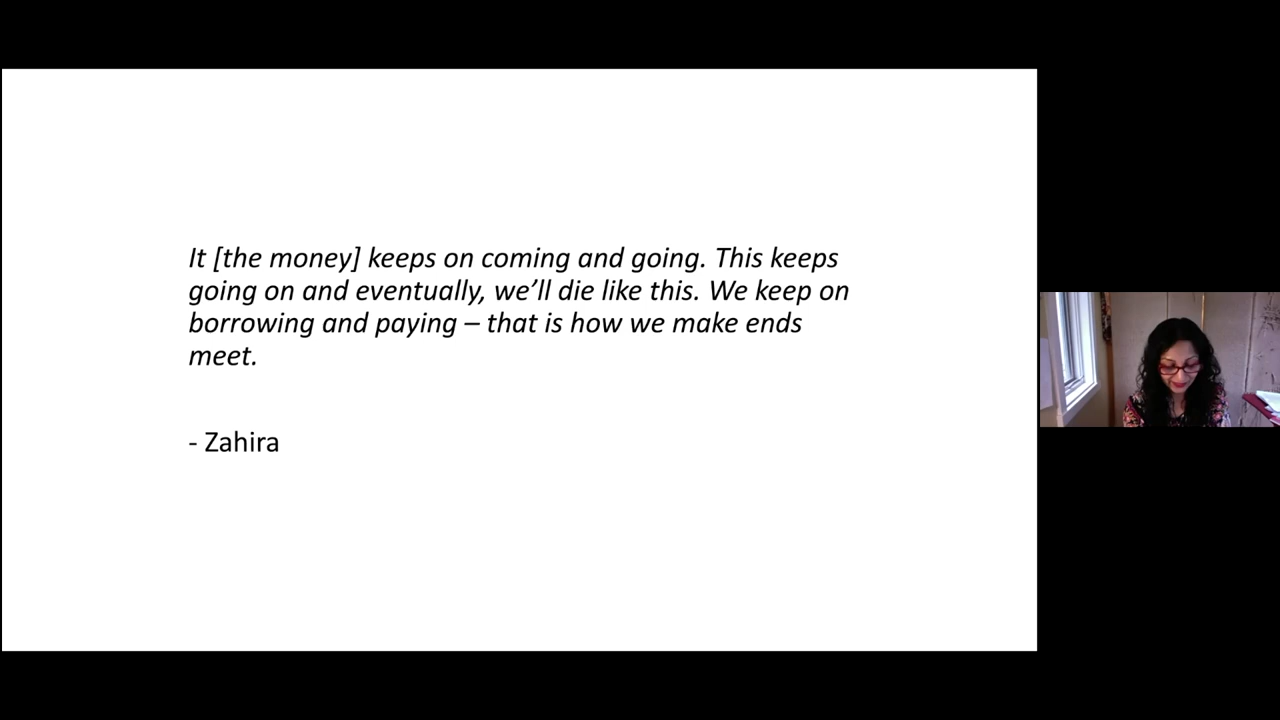 It [the money] keeps on coming and going. This keeps
going on and eventually, we’ll die like this. We keep on
borrowing and paying – that is how we make ends
meet.
- Zahira